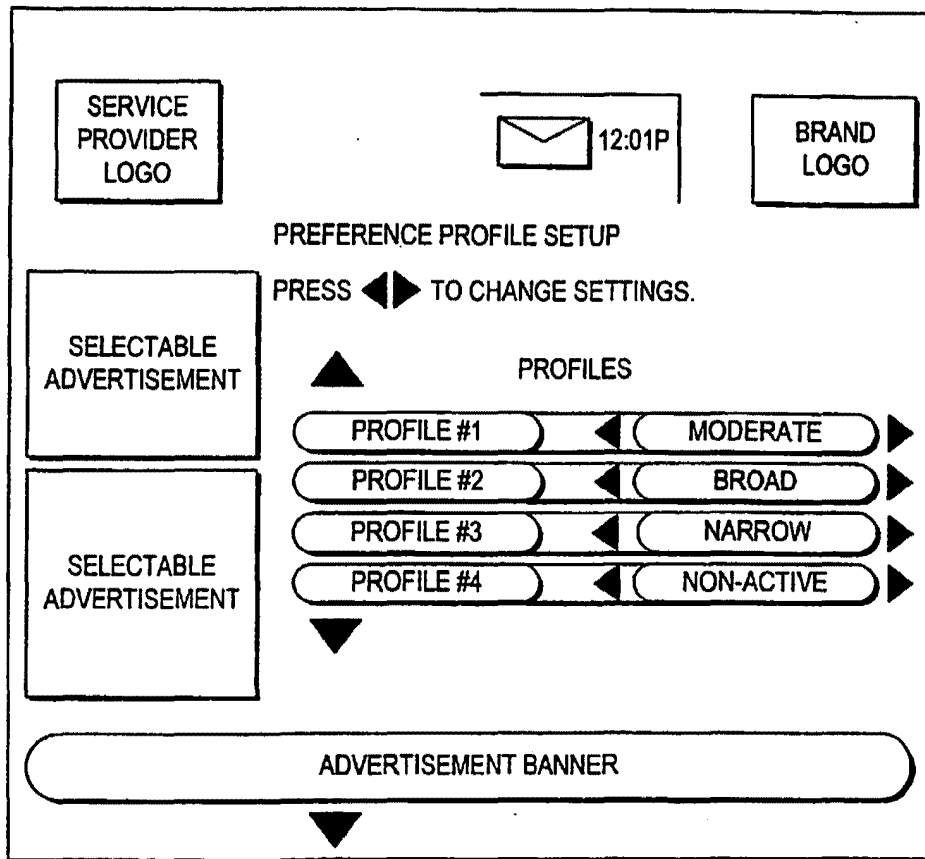 SERVICE
PROVIDER
LOGO
12:01P
BRAND
LOGO
PREFERENCE PROFILE SETUP
PRESS ◀▶ TO CHANGE SETTINGS.
SELECTABLE
ADVERTISEMENT
PROFILES
PROFILE #1 MODERATE
PROFILE #2 BROAD
PROFILE #3 NARROW
PROFILE #4 NON-ACTIVE
SELECTABLE
ADVERTISEMENT
ADVERTISEMENT BANNER